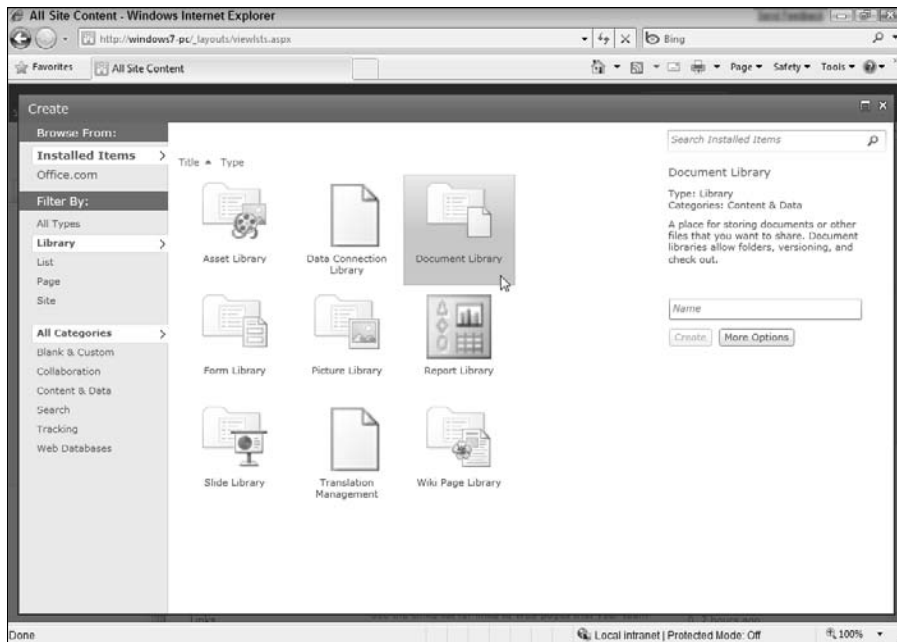 All Site Content - Windows Internet Explorer
http://windows7-pc/_layouts/viewlsts.aspx
Bing
Favorites
All Site Content
Page
Safety
Tools
Create
Browse From:
Installed Items
Office.com
Filter By:
All Types
Library
List
Page
Site
All Categories
Blank & Custom
Collaboration
Content & Data
Search
Tracking
Web Databases
Title
Type
Asset Library
Data Connection
Library
Document Library
Form Library
Picture Library
Report Library
Slide Library
Translation
Management
Wiki Page Library
Search Installed Items
Document Library
Type: Library
Categories: Content & Data
A place for storing documents or other
files that you want to share. Document
libraries allow folders, versioning, and
check out.
Name
Create
More Options
Done
Local intranet | Protected Mode: Off
100%